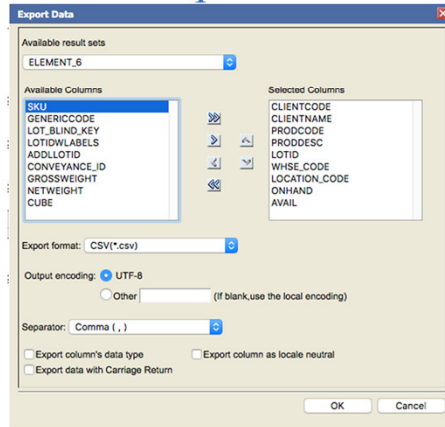 Export Data
Available result sets
ELEMENT_6
Available Columns
SKU
GENERICCODE
LOT_BLIND_KEY
LOTIDWLABELS
ADDLLOTID
CONVEYANCE_ID
GROSSWEIGHT
NETWEIGHT
CUBE
Selected Columns
CLIENTCODE
CLIENTNAME
PRODCODE
PRODDESC
LOTID
WHSE_CODE
LOCATION_CODE
ONHAND
AVAIL
Export format: CSV(*.csv)
Output encoding: UTF-8
Other (If blank,use the local encoding)
Separator: Comma ( , )
Export column's data type Export column as locale neutral
Export data with Carriage Return
OK Cancel